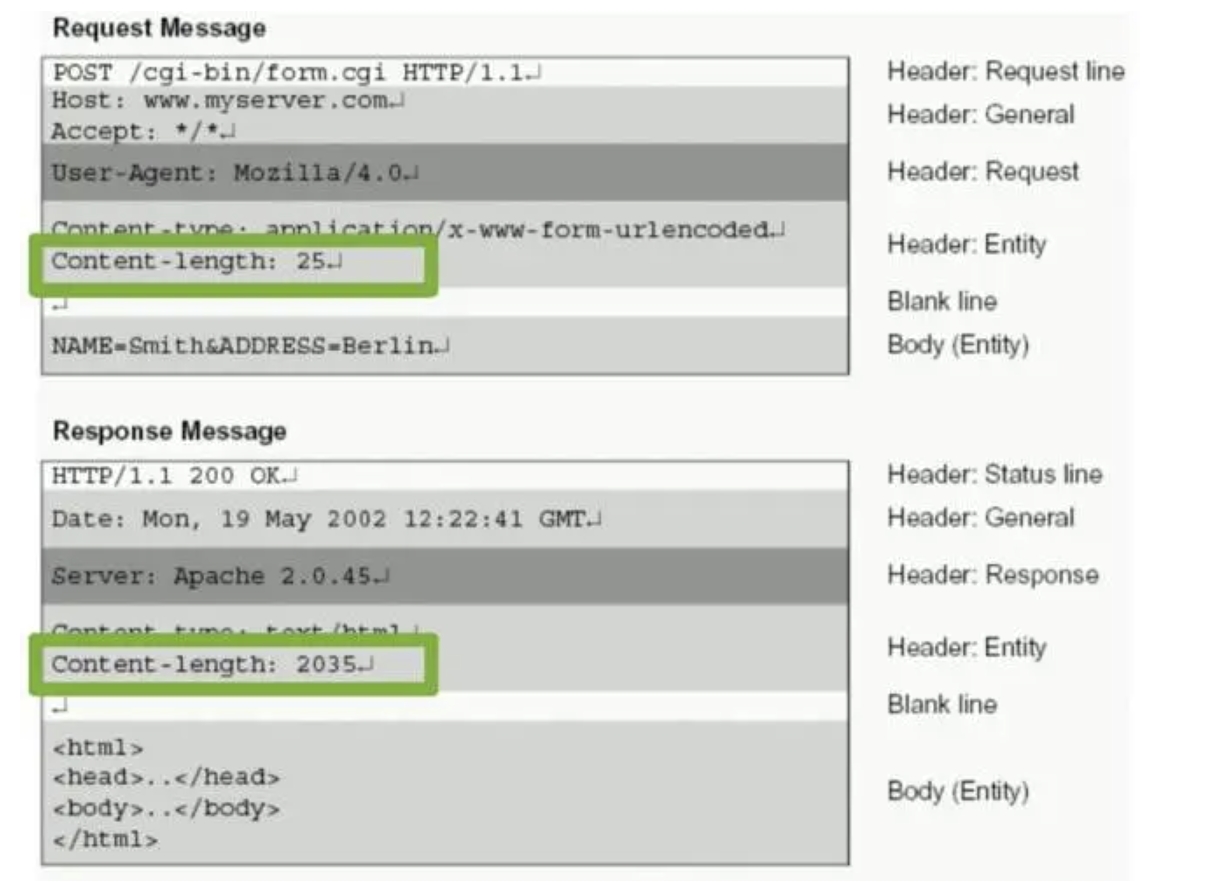 Request Message
POST /cgi-bin/form.cgi HTTP/1.1↵ Header: Request line
Host: www.myserver.com↵
Header: General
Accept: */*↵
User-Agent: Mozilla/4.0↵ Header: Request
Content-type: application/x-www-form-urlencoded↵
Header: Entity
Content-length: 25↵
↵ Blank line
NAME=Smith&ADDRESS=Berlin↵ Body (Entity)
Response Message
HTTP/1.1 200 OK↵ Header: Status line
Date: Mon, 19 May 2002 12:22:41 GMT↵ Header: General
Server: Apache 2.0.45↵ Header: Response
Content-type: text/html↵
Header: Entity
Content-length: 2035↵
↵ Blank line
<html>
<head>..</head>
Body (Entity)
<body>..</body>
</html>